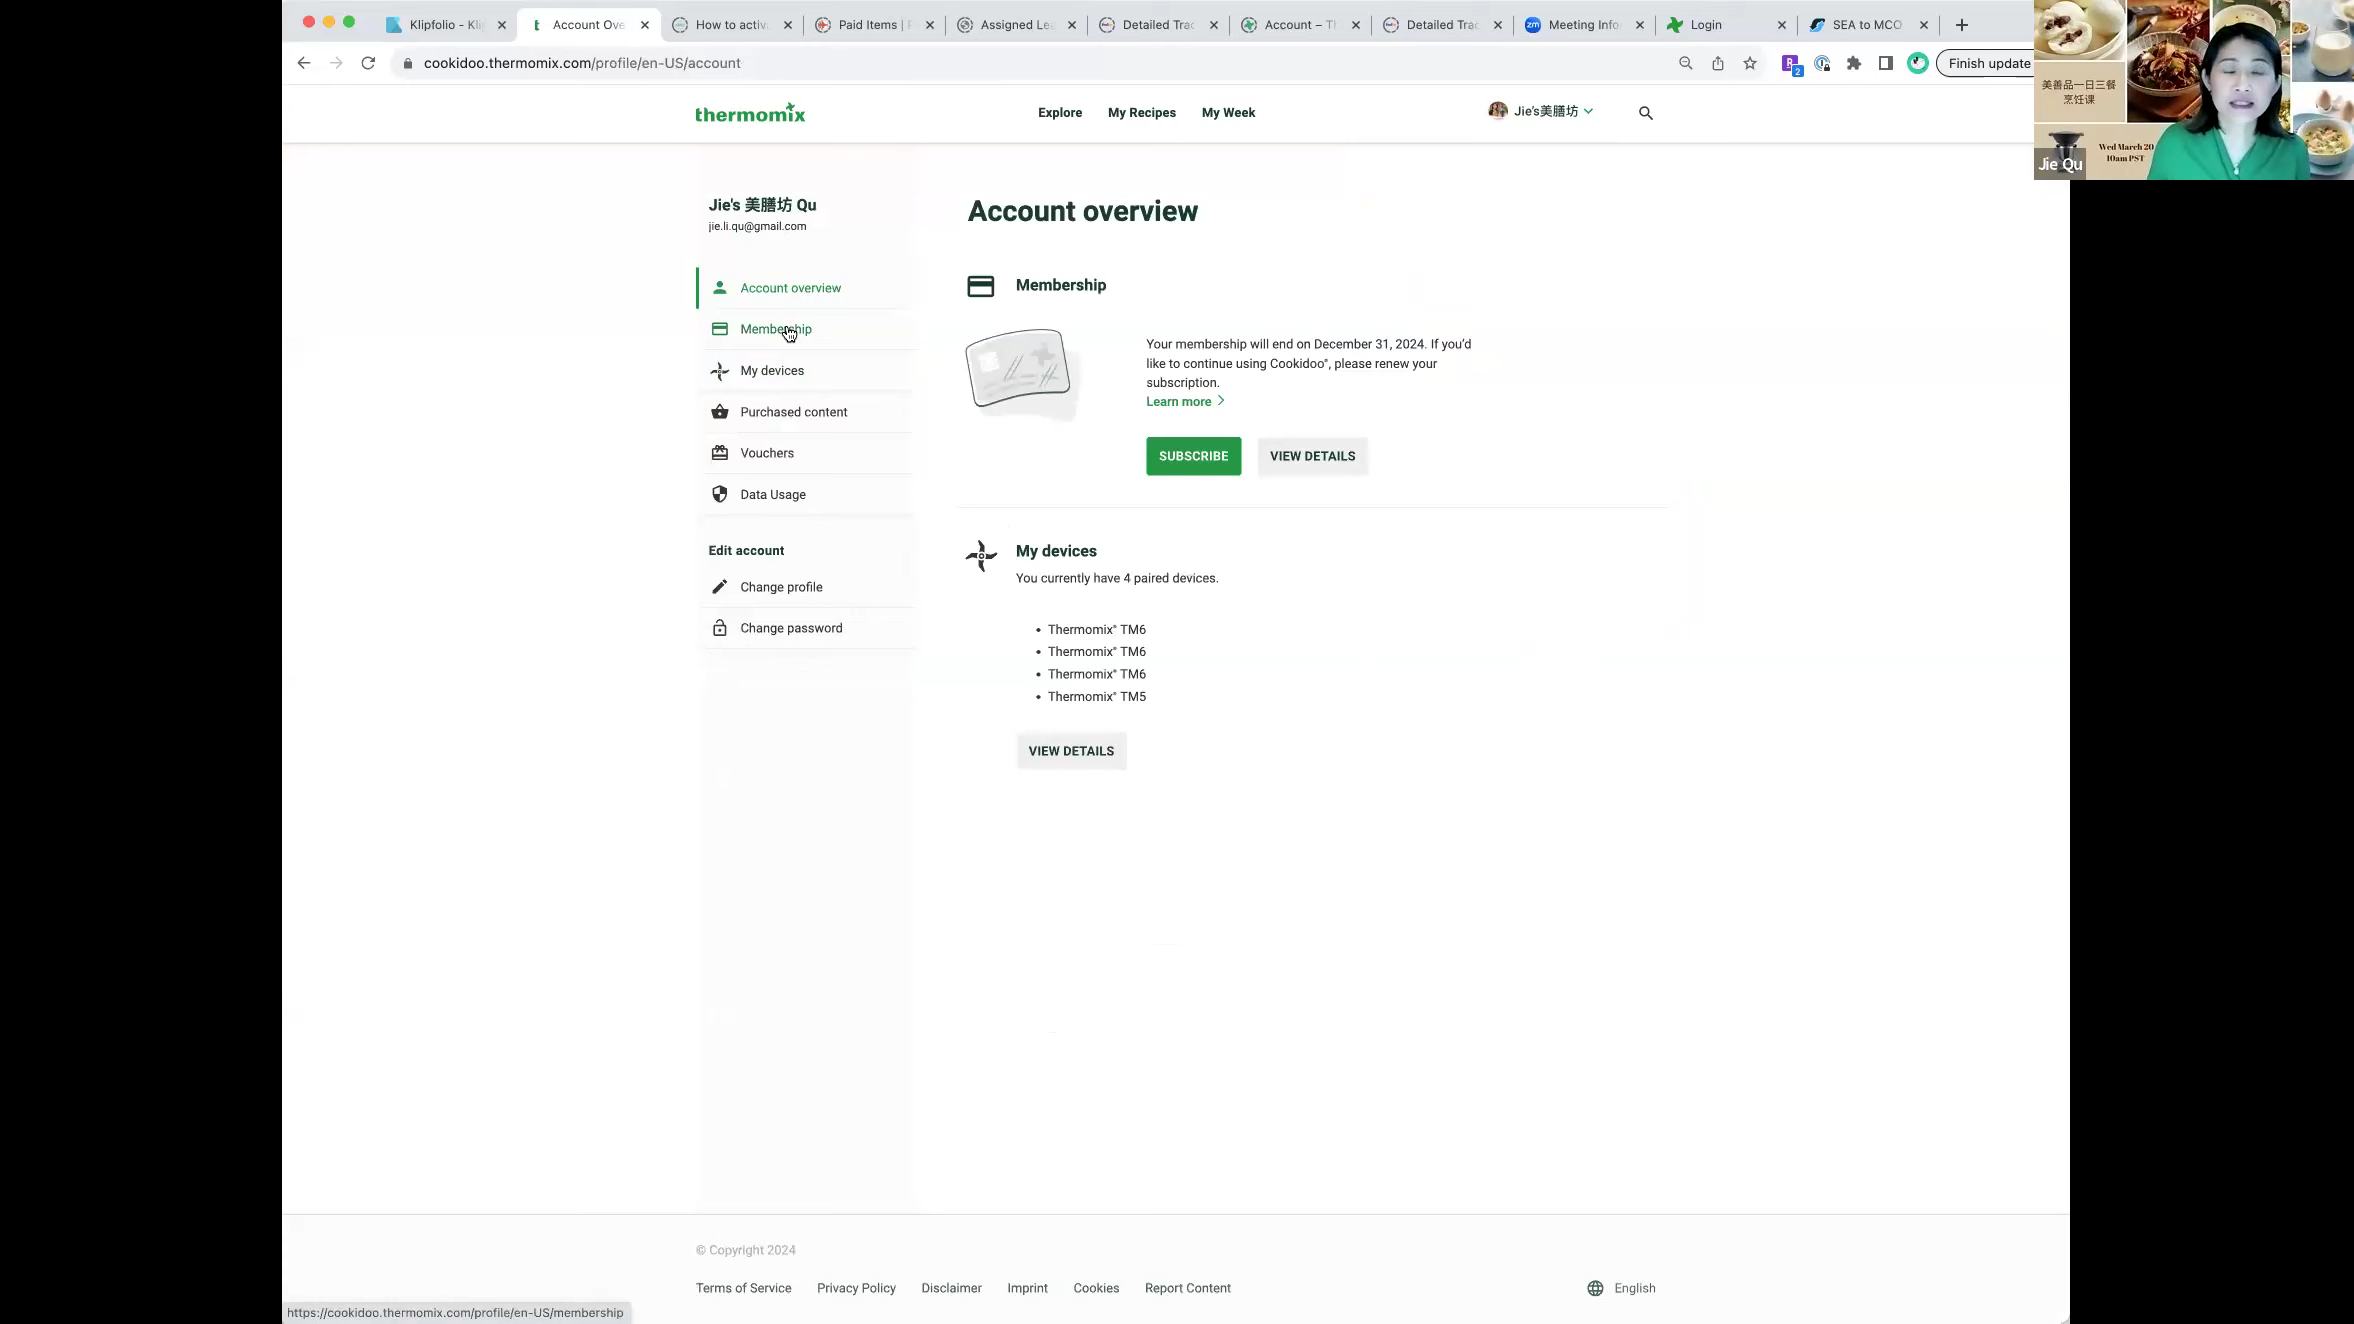 Klipfolio - Kli
Account Ove
How to activ
Paid Items |
Assigned Le
Detailed Trac
Account – T
Detailed Trac
Meeting Info
Login
SEA to MCO
cookidoo.thermomix.com/profile/en-US/account
2
Finish update
美善品一日三餐
烹饪课
Wed March 20
10am PST
Jie Qu
thermomix
Explore
My Recipes
My Week
Jie's美膳坊
Jie's 美膳坊 Qu
jie.li.qu@gmail.com
Account overview
Membership
My devices
Purchased content
Vouchers
Data Usage
Edit account
Change profile
Change password
Account overview
Membership
Your membership will end on December 31, 2024. If you'd
like to continue using Cookidoo®, please renew your
subscription.
Learn more
SUBSCRIBE
VIEW DETAILS
My devices
You currently have 4 paired devices.
• Thermomix® TM6
• Thermomix® TM6
• Thermomix® TM6
• Thermomix® TM5
VIEW DETAILS
© Copyright 2024
Terms of Service
Privacy Policy
Disclaimer
Imprint
Cookies
Report Content
English
https://cookidoo.thermomix.com/profile/en-US/membership